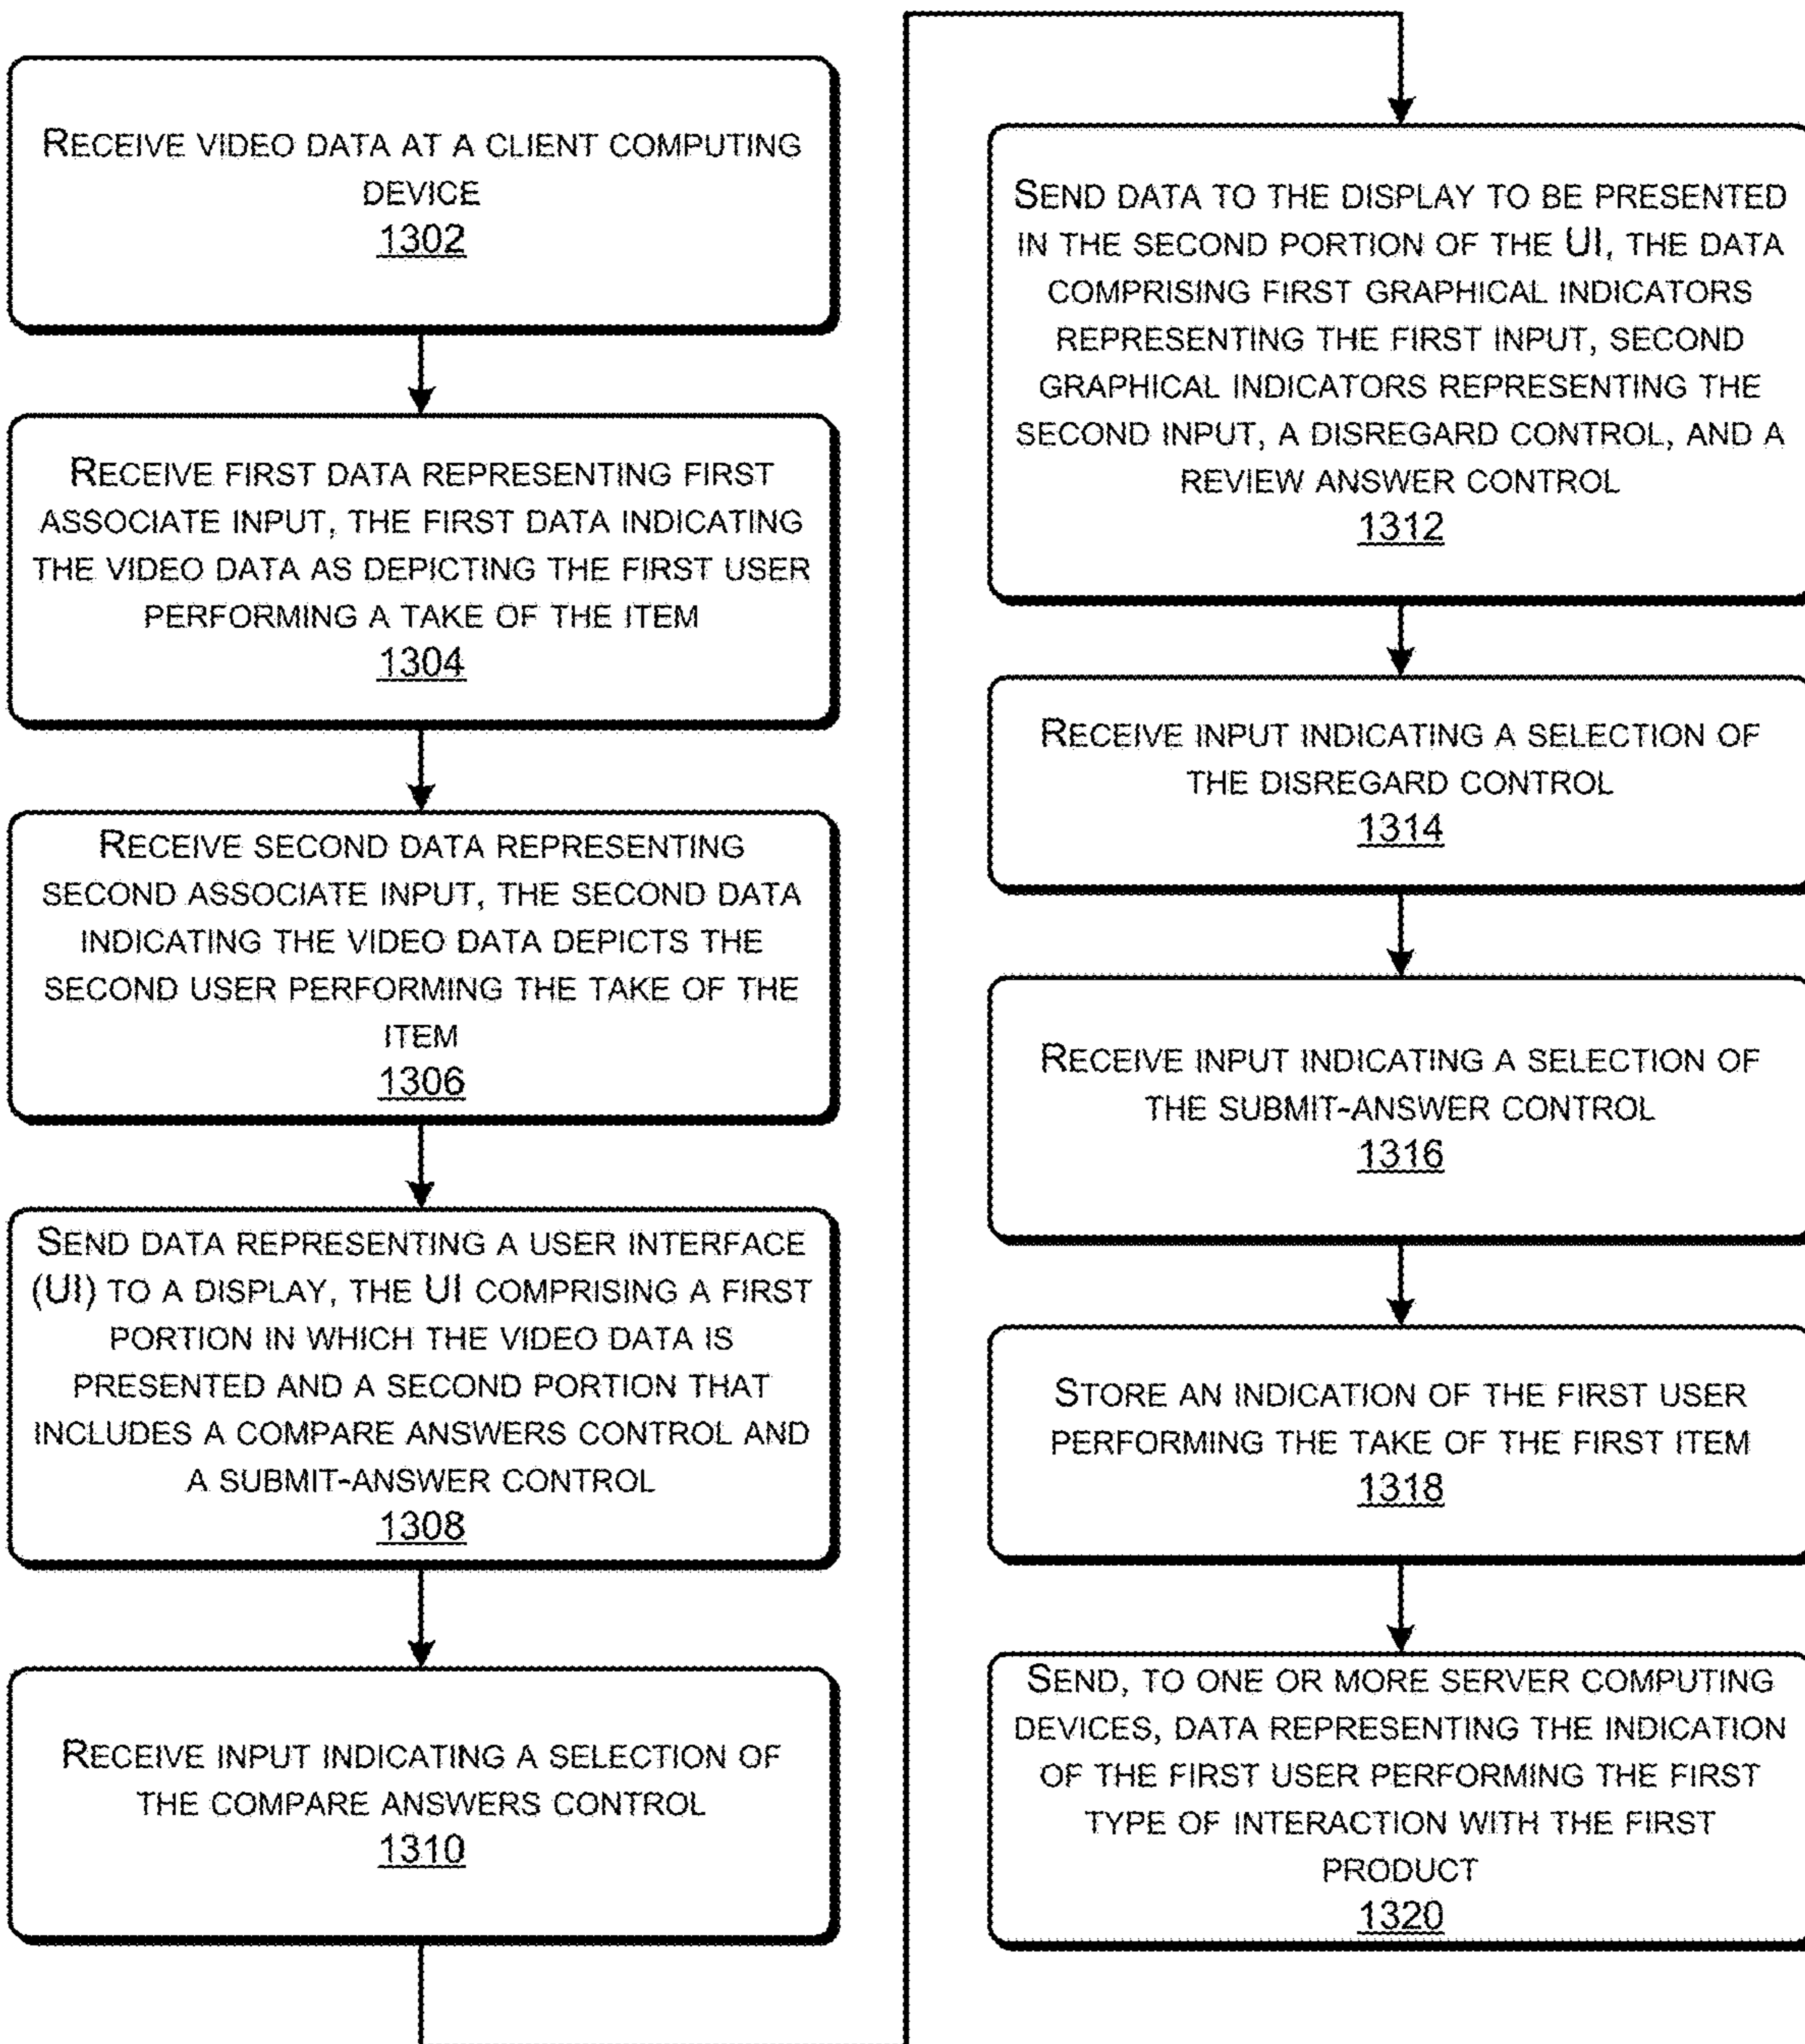 RECEIVE VIDEO DATA AT A CLIENT COMPUTING
DEVICE
1302
RECEIVE FIRST DATA REPRESENTING FIRST
ASSOCIATE INPUT, THE FIRST DATA INDICATING
THE VIDEO DATA AS DEPICTING THE FIRST USER
PERFORMING A TAKE OF THE ITEM
1304
RECEIVE SECOND DATA REPRESENTING
SECOND ASSOCIATE INPUT, THE SECOND DATA
INDICATING THE VIDEO DATA DEPICTS THE
SECOND USER PERFORMING THE TAKE OF THE
ITEM
1306
SEND DATA REPRESENTING A USER INTERFACE
(UI) TO A DISPLAY, THE UI COMPRISING A FIRST
PORTION IN WHICH THE VIDEO DATA IS
PRESENTED AND A SECOND PORTION THAT
INCLUDES A COMPARE ANSWERS CONTROL AND
A SUBMIT-ANSWER CONTROL
1308
RECEIVE INPUT INDICATING A SELECTION OF
THE COMPARE ANSWERS CONTROL
1310
SEND DATA TO THE DISPLAY TO BE PRESENTED
IN THE SECOND PORTION OF THE UI, THE DATA
COMPRISING FIRST GRAPHICAL INDICATORS
REPRESENTING THE FIRST INPUT, SECOND
GRAPHICAL INDICATORS REPRESENTING THE
SECOND INPUT, A DISREGARD CONTROL, AND A
REVIEW ANSWER CONTROL
1312
RECEIVE INPUT INDICATING A SELECTION OF
THE DISREGARD CONTROL
1314
RECEIVE INPUT INDICATING A SELECTION OF
THE SUBMIT-ANSWER CONTROL
1316
STORE AN INDICATION OF THE FIRST USER
PERFORMING THE TAKE OF THE FIRST ITEM
1318
SEND, TO ONE OR MORE SERVER COMPUTING
DEVICES, DATA REPRESENTING THE INDICATION
OF THE FIRST USER PERFORMING THE FIRST
TYPE OF INTERACTION WITH THE FIRST
PRODUCT
1320